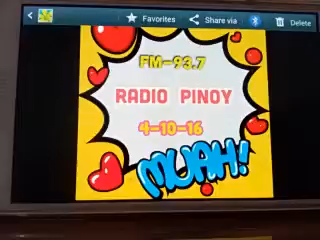 Favorites
Share via
Delete
FM-93.7
RADIO PINOY
4-10-16
MUAH!